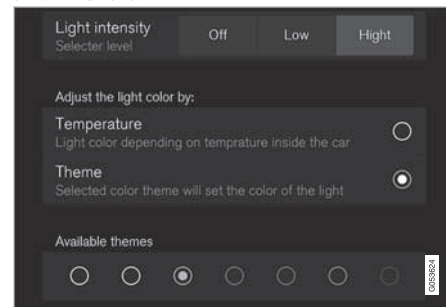 Light intensity
Selecter level
Off
Low
Hight
Adjust the light color by:
Temperature
Light color depending on temprature inside the car
Theme
Selected color theme will set the color of the light
Available themes
G053624